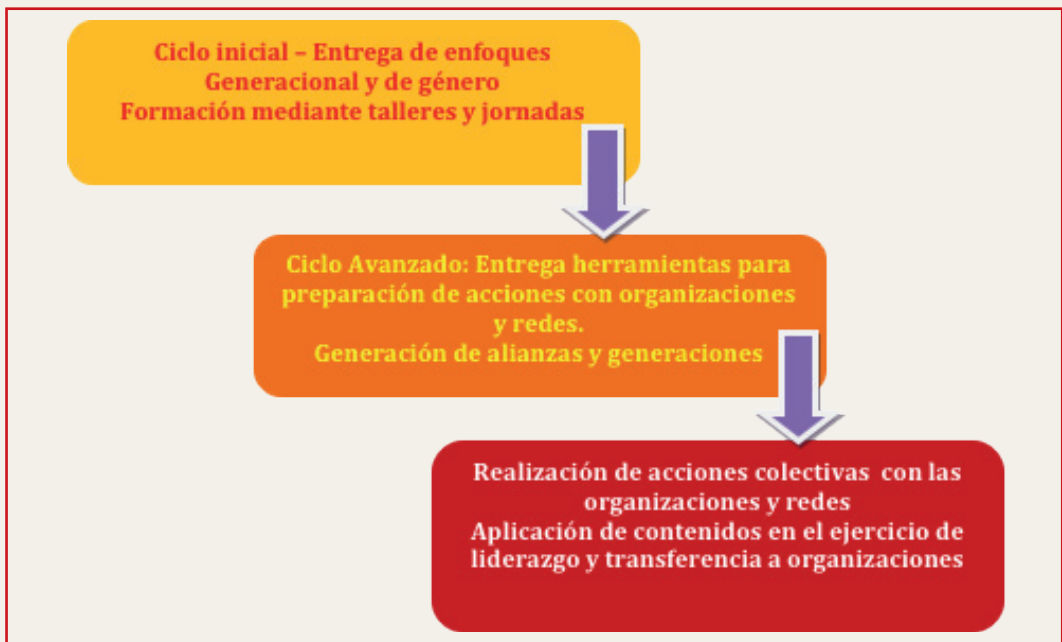 Ciclo inicial – Entrega de enfoques
Generacional y de género
Formación mediante talleres y jornadas
Ciclo Avanzado: Entrega herramientas para
preparación de acciones con organizaciones
y redes.
Generación de alianzas y generaciones
Realización de acciones colectivas con las
organizaciones y redes
Aplicación de contenidos en el ejercicio de
liderazgo y transferencia a organizaciones